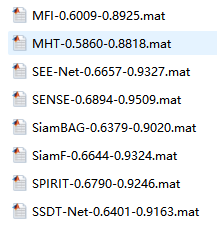 MFI-0.6009-0.8925.mat
MHT-0.5860-0.8818.mat
SEE-Net-0.6657-0.9327.mat
SENSE-0.6894-0.9509.mat
SiamBAG-0.6379-0.9020.mat
SiamF-0.6644-0.9324.mat
SPIRIT-0.6790-0.9246.mat
SSDT-Net-0.6401-0.9163.mat